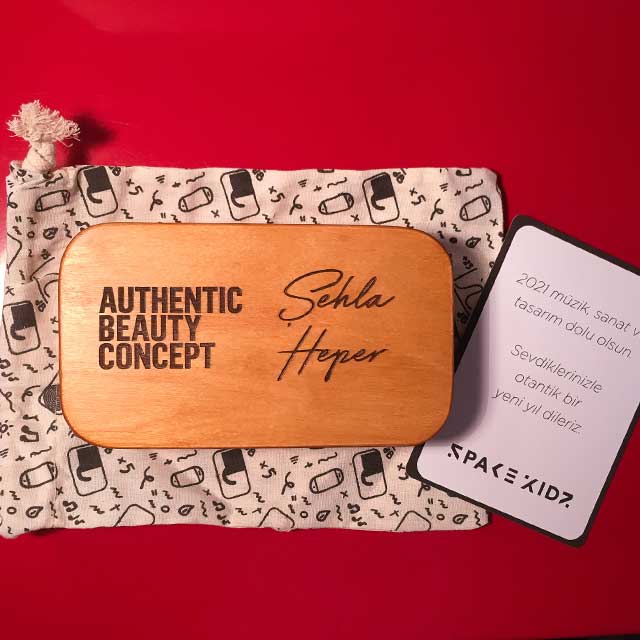 AUTHENTIC
BEAUTY
CONCEPT
Şehla
Heper
2021 müzik, sanat v
tasarım dolu olsun.
Sevdiklerinizle
otantik bir
yeni yıl dileriz.
SPACE KIDZ